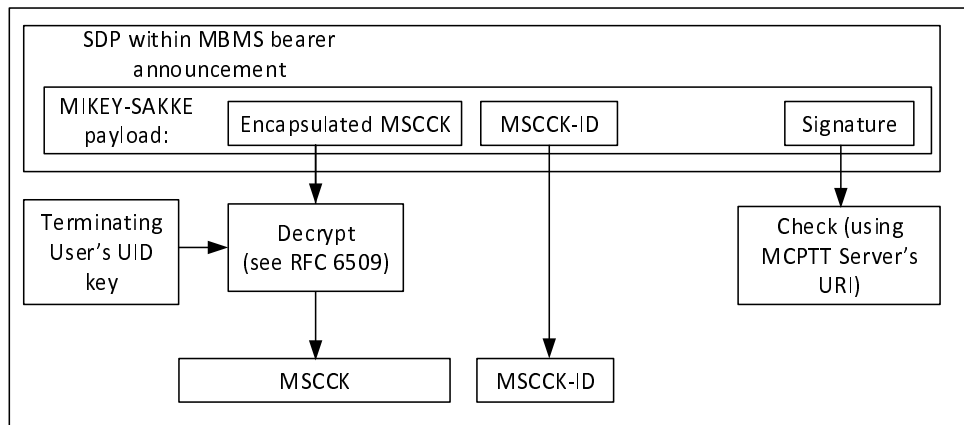 SDP within MBMS bearer
announcement
MIKEY-SAKKE
payload:
Encapsulated MSCCK
MSCCK-ID
Signature
Terminating
User's UID
key
Decrypt
(see RFC 6509)
Check (using
MCPTT Server's
URI)
MSCCK
MSCCK-ID